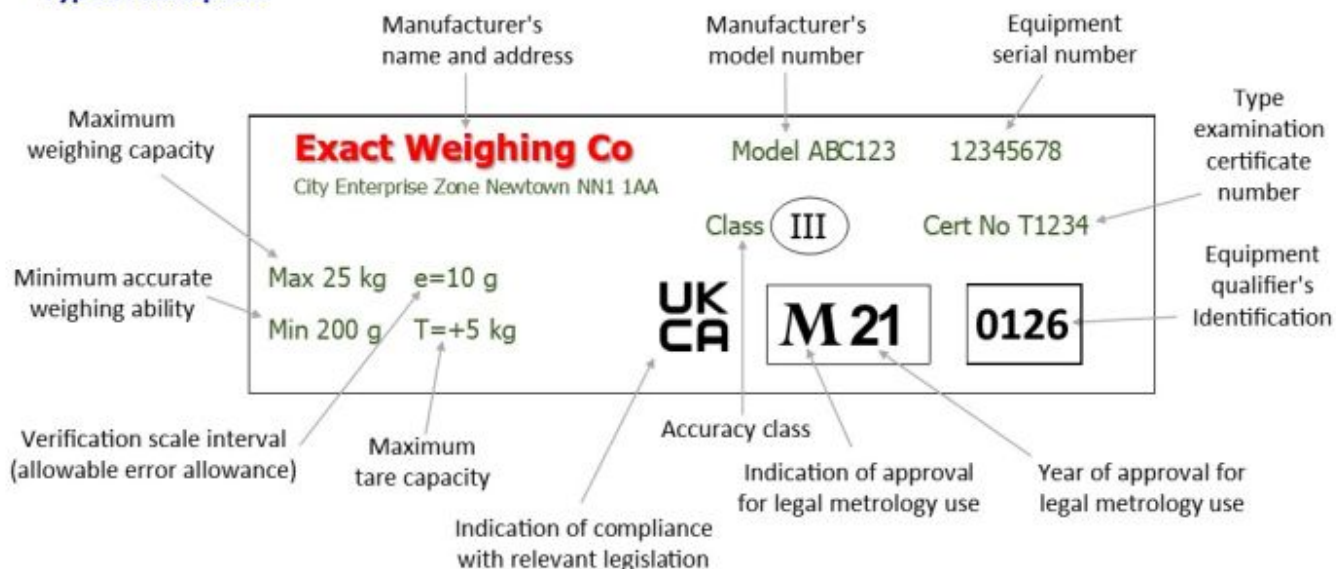 Manufacturer's
name and address
Manufacturer's
model number
Equipment
serial number
Maximum
weighing capacity
Type
examination
certificate
number
Exact Weighing Co
Model ABC123
12345678
City Enterprise Zone Newtown NN1 1AA
Class III
Cert No T1234
Minimum accurate
weighing ability
Equipment
qualifier's
Identification
Max 25 kg e=10 g
Min 200 g T=+5 kg
UK
CA
M 21
0126
Verification scale interval
(allowable error allowance)
Maximum
tare capacity
Accuracy class
Indication of compliance
with relevant legislation
Indication of approval
for legal metrology use
Year of approval for
legal metrology use